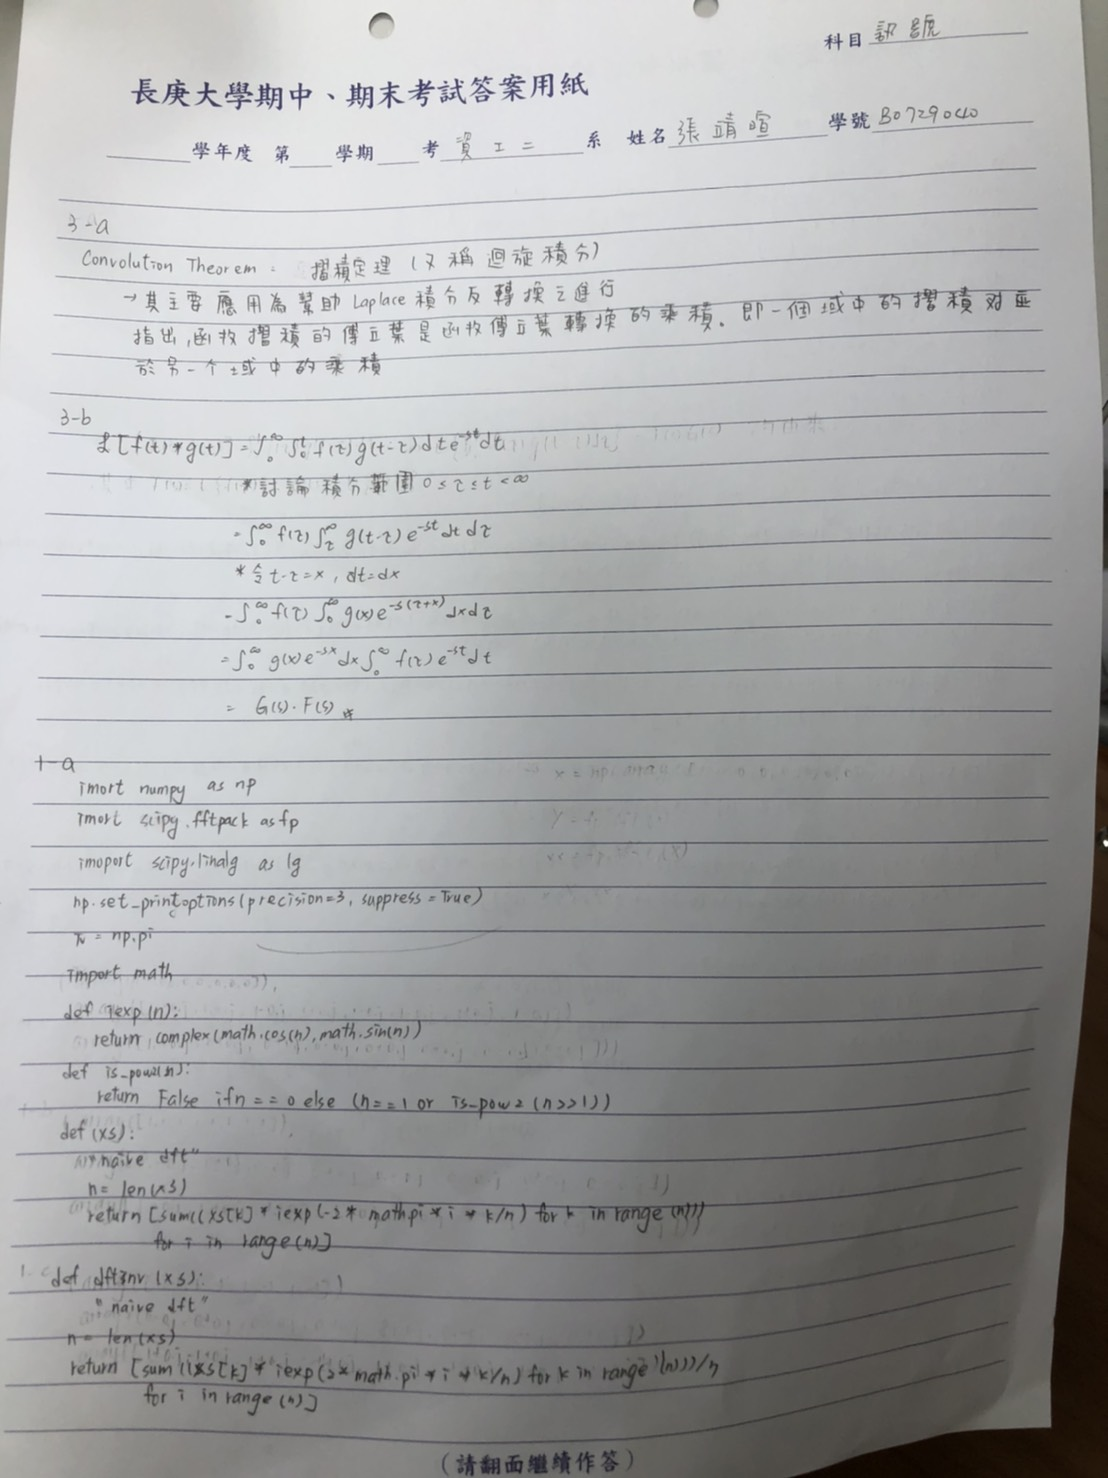 科目 訊號
長庚大學期中、期末考試答案用紙
學年度 第 學期 考 資工二 系 姓名 張靖暄 學號 B0729040
3-a
Convolution Theorem : 摺積定理 (又稱迴旋積分)
→其主要應用為幫助 Laplace 積分反轉換之進行
指出,函数摺積的傅立葉是函数傅立葉轉換的乘積. 即一個域中的摺積对應
於另一个域中的乘積
3-b
ℒ[f(t)*g(t)] = ∫₀^∞ ∫₀^t f(τ)g(t-τ)dτe^{-st}dt
*討論積分範圍 0≤τ≤t<∞
= ∫₀^∞ f(τ) ∫_τ^∞ g(t-τ) e^{-st} dt dτ
*令 t-τ=x , dt=dx
= ∫₀^∞ f(τ) ∫₀^∞ g(x) e^{-s(τ+x)} dx dτ
= ∫₀^∞ g(x) e^{-sx} dx ∫₀^∞ f(τ) e^{-st} dt
= G(s)·F(s)
1-a
imort numpy as np
imort scipy.fftpack as fp
imoport scipy.linalg as lg
np.set_printoptions(precision=3, suppress=True)
π = np.pi
import math
def iexp(n):
return complex(math.cos(n), math.sin(n))
def is_pow2(n):
return False if n == 0 else (n==1 or is_pow2 (n>>1))
def (xs):
"naive dft"
n= len(xs)
return [sum((xs[k] * iexp(-2* math.pi * i * k/n) for k in range(n)))
for i in range(n)]
def dftinv (xs):
"naive dft"
n= len(xs)
return [sum((xs[k] * iexp(2* math.pi * i * k/n) for k in range (n)))/n
for i in range(n)]
(請翻面繼續作答)